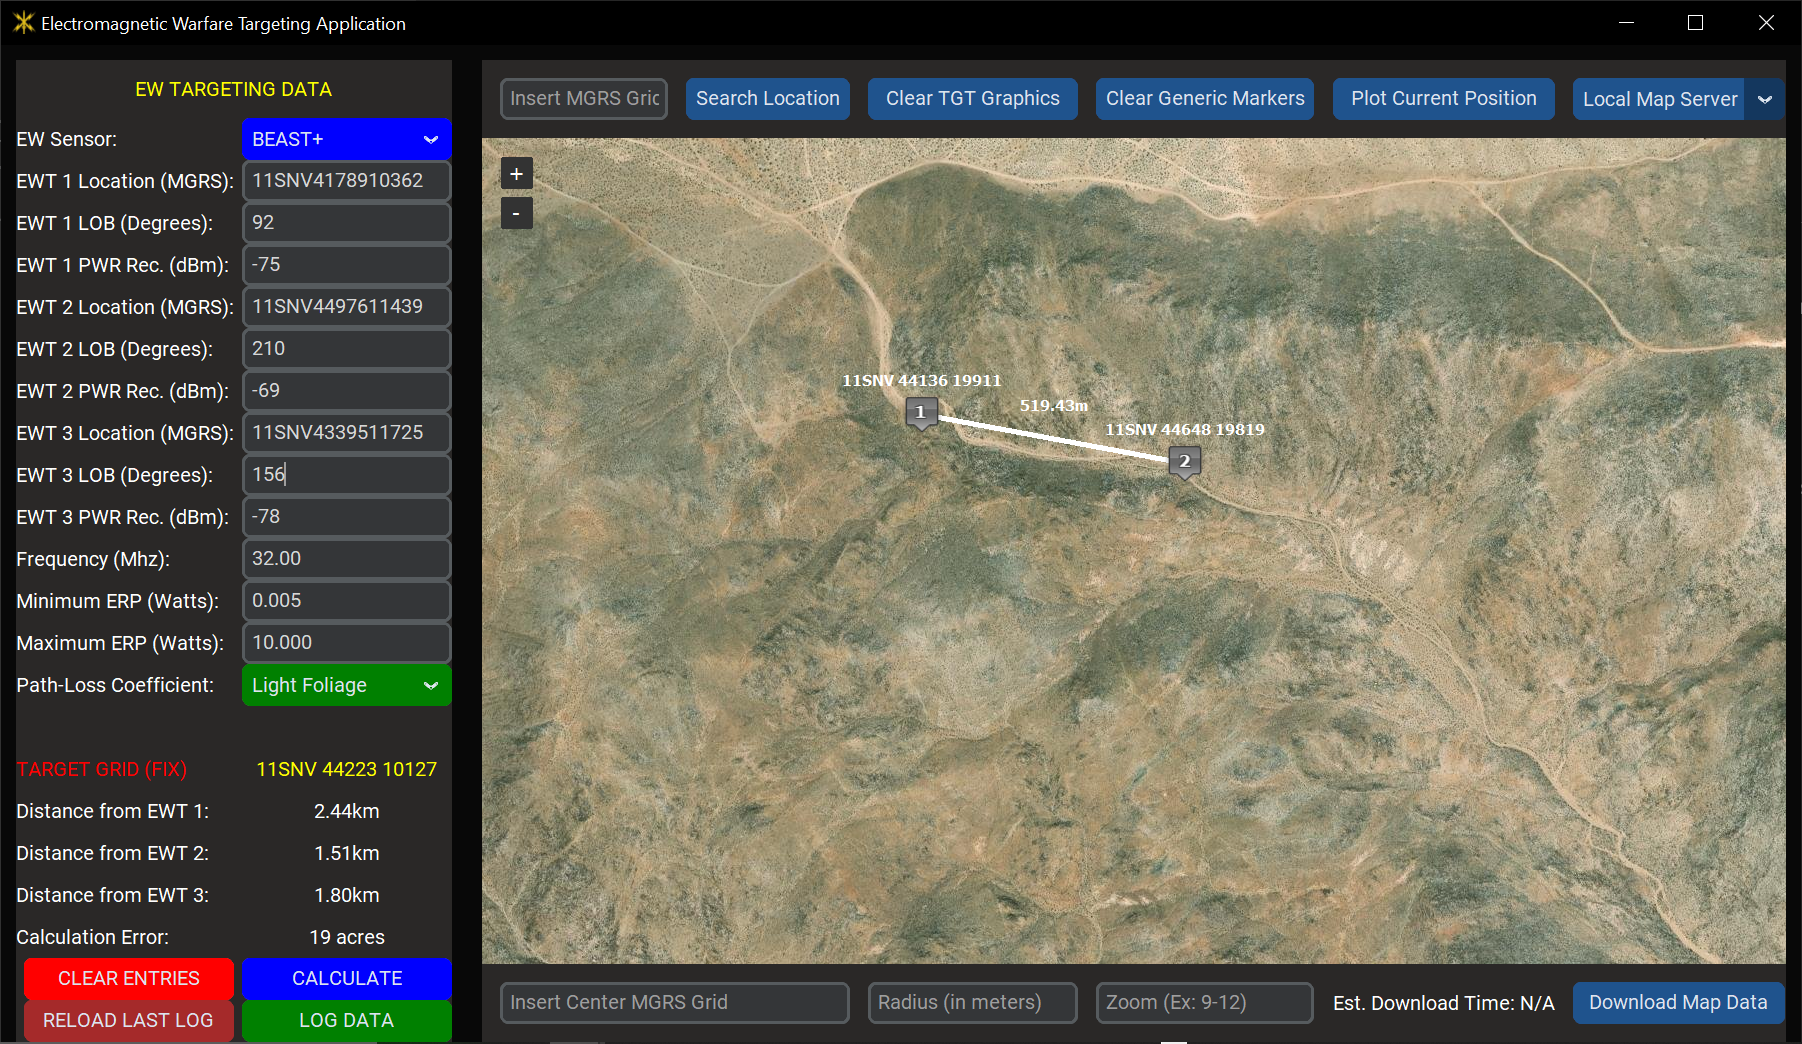 Electromagnetic Warfare Targeting Application
EW TARGETING DATA
EW Sensor: BEAST+
EWT 1 Location (MGRS): 11SNV4178910362
EWT 1 LOB (Degrees): 92
EWT 1 PWR Rec. (dBm): -75
EWT 2 Location (MGRS): 11SNV4497611439
EWT 2 LOB (Degrees): 210
EWT 2 PWR Rec. (dBm): -69
EWT 3 Location (MGRS): 11SNV4339511725
EWT 3 LOB (Degrees): 156
EWT 3 PWR Rec. (dBm): -78
Frequency (Mhz): 32.00
Minimum ERP (Watts): 0.005
Maximum ERP (Watts): 10.000
Path-Loss Coefficient: Light Foliage
TARGET GRID (FIX) 11SNV 44223 10127
Distance from EWT 1: 2.44km
Distance from EWT 2: 1.51km
Distance from EWT 3: 1.80km
Calculation Error: 19 acres
CLEAR ENTRIES CALCULATE
RELOAD LAST LOG LOG DATA
Insert MGRS Gric Search Location Clear TGT Graphics Clear Generic Markers Plot Current Position Local Map Server
+
-
11SNV 44136 19911
1
519.43m
11SNV 44648 19819
2
Insert Center MGRS Grid Radius (in meters) Zoom (Ex: 9-12) Est. Download Time: N/A Download Map Data